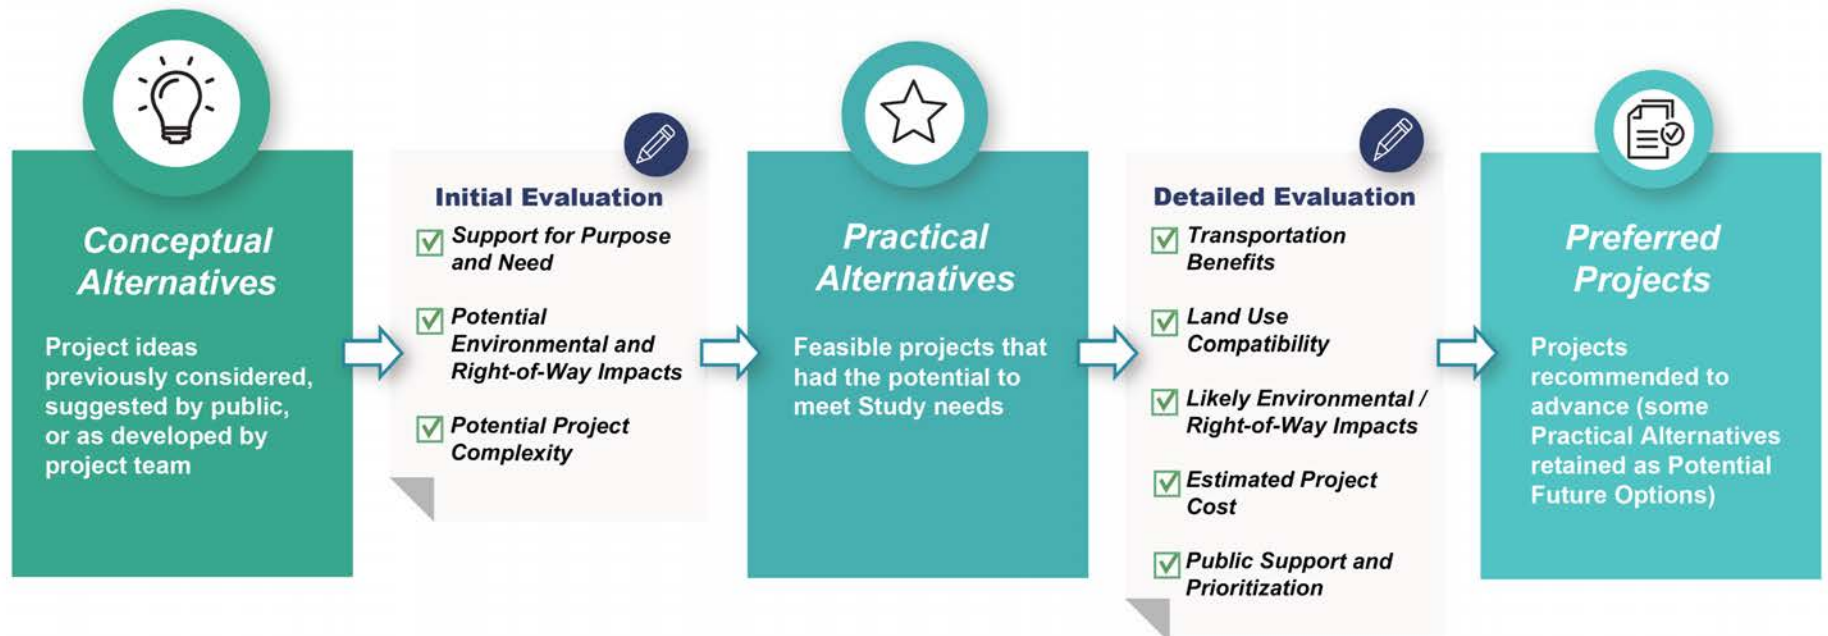 Conceptual
Alternatives
Project ideas
previously considered,
suggested by public,
or as developed by
project team
Initial Evaluation
Support for Purpose
and Need
Potential
Environmental and
Right-of-Way Impacts
Potential Project
Complexity
Practical
Alternatives
Feasible projects that
had the potential to
meet Study needs
Detailed Evaluation
Transportation
Benefits
Land Use
Compatibility
Likely Environmental /
Right-of-Way Impacts
Estimated Project
Cost
Public Support and
Prioritization
Preferred
Projects
Projects
recommended to
advance (some
Practical Alternatives
retained as Potential
Future Options)